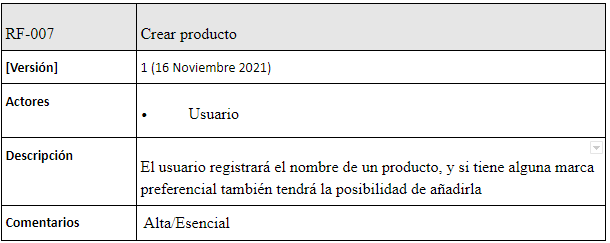 RF-007 Crear producto
[Versión] 1 (16 Noviembre 2021)
Actores
• Usuario
Descripción
El usuario registrará el nombre de un producto, y si tiene alguna marca
preferencial también tendrá la posibilidad de añadirla
Comentarios Alta/Esencial